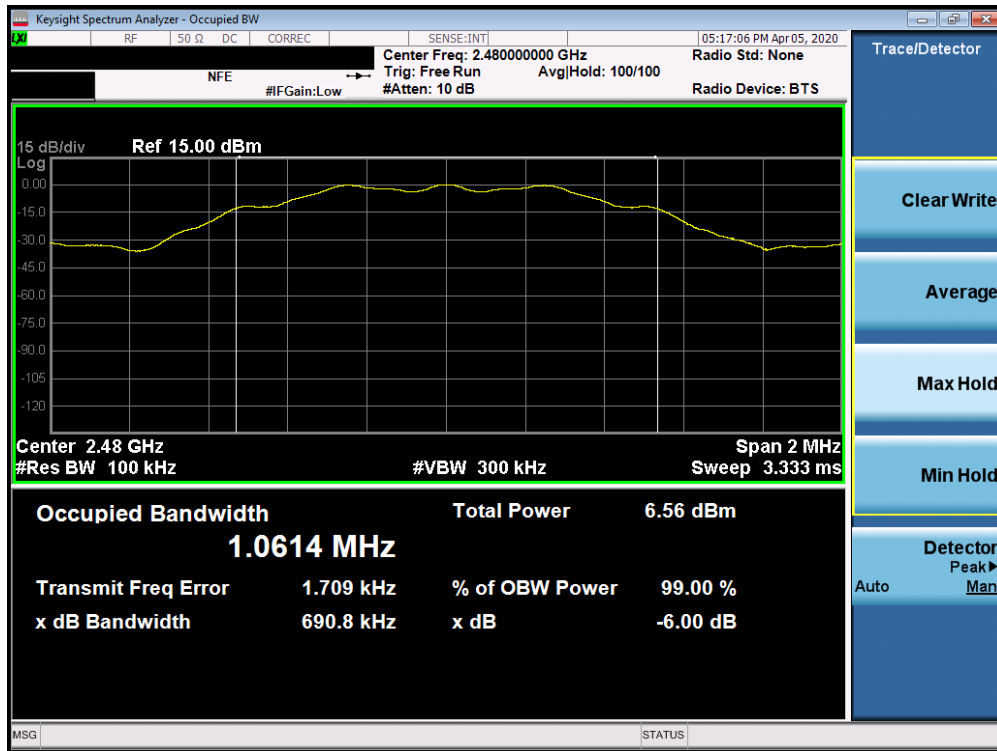 Keysight Spectrum Analyzer - Occupied BW
LXI RF 50 Ω DC CORREC SENSE:INT 05:17:06 PM Apr 05, 2020
Center Freq: 2.480000000 GHz Radio Std: None
NFE Trig: Free Run Avg|Hold: 100/100
#IFGain:Low #Atten: 10 dB Radio Device: BTS
15 dB/div Ref 15.00 dBm
Log
0.00
-15.0
-30.0
-45.0
-60.0
-75.0
-90.0
-105
-120
Center 2.48 GHz Span 2 MHz
#Res BW 100 kHz #VBW 300 kHz Sweep 3.333 ms
Occupied Bandwidth Total Power 6.56 dBm
1.0614 MHz
Transmit Freq Error 1.709 kHz % of OBW Power 99.00 %
x dB Bandwidth 690.8 kHz x dB -6.00 dB
MSG STATUS
Trace/Detector
Clear Write
Average
Max Hold
Min Hold
Detector
Peak▶
Auto Man